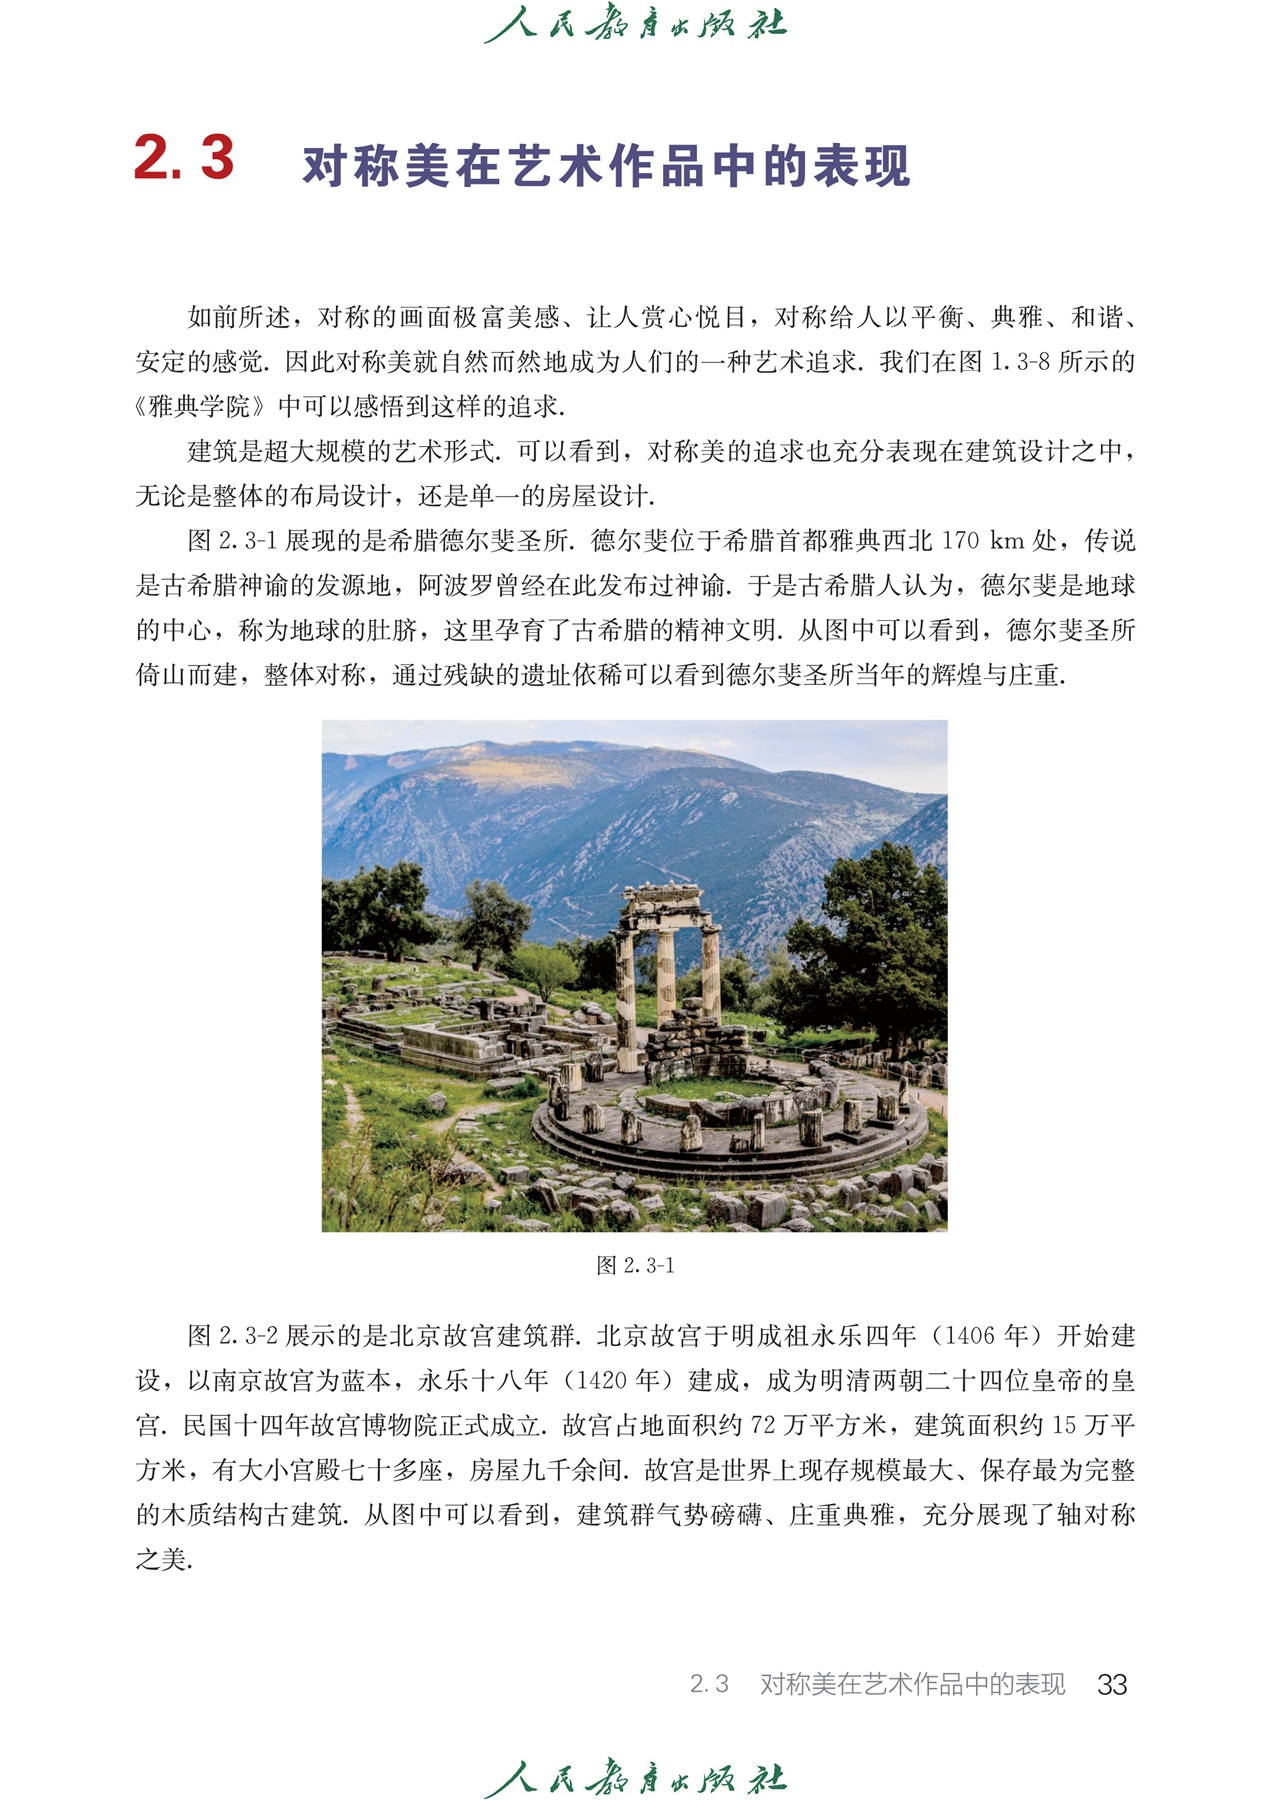 人民教育出版社
2.3 对称美在艺术作品中的表现
如前所述，对称的画面极富美感、让人赏心悦目，对称给人以平衡、典雅、和谐、
安定的感觉. 因此对称美就自然而然地成为人们的一种艺术追求. 我们在图 1.3-8 所示的
《雅典学院》中可以感悟到这样的追求.
建筑是超大规模的艺术形式. 可以看到，对称美的追求也充分表现在建筑设计之中，
无论是整体的布局设计，还是单一的房屋设计.
图 2.3-1 展现的是希腊德尔斐圣所. 德尔斐位于希腊首都雅典西北 170 km 处，传说
是古希腊神谕的发源地，阿波罗曾经在此发布过神谕. 于是古希腊人认为，德尔斐是地球
的中心，称为地球的肚脐，这里孕育了古希腊的精神文明. 从图中可以看到，德尔斐圣所
倚山而建，整体对称，通过残缺的遗址依稀可以看到德尔斐圣所当年的辉煌与庄重.
图 2.3-1
图 2.3-2 展示的是北京故宫建筑群. 北京故宫于明成祖永乐四年（1406 年）开始建
设，以南京故宫为蓝本，永乐十八年（1420 年）建成，成为明清两朝二十四位皇帝的皇
宫. 民国十四年故宫博物院正式成立. 故宫占地面积约 72 万平方米，建筑面积约 15 万平
方米，有大小宫殿七十多座，房屋九千余间. 故宫是世界上现存规模最大、保存最为完整
的木质结构古建筑. 从图中可以看到，建筑群气势磅礴、庄重典雅，充分展现了轴对称
之美.
2.3 对称美在艺术作品中的表现 33
人民教育出版社